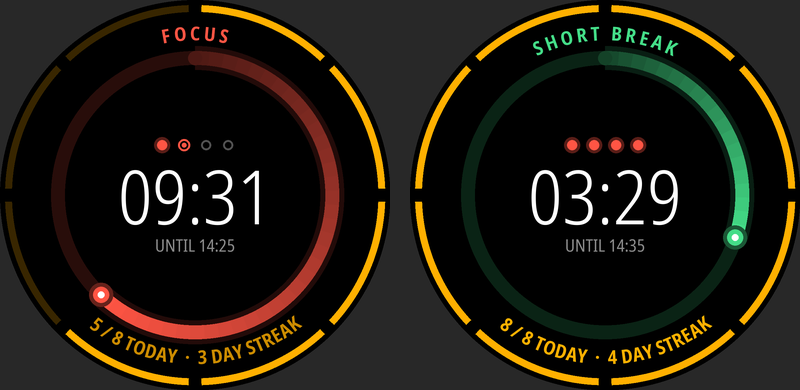 FOCUS
09:31
UNTIL 14:25
5 / 8 TODAY · 3 DAY STREAK
SHORT BREAK
03:29
UNTIL 14:35
8 / 8 TODAY · 4 DAY STREAK